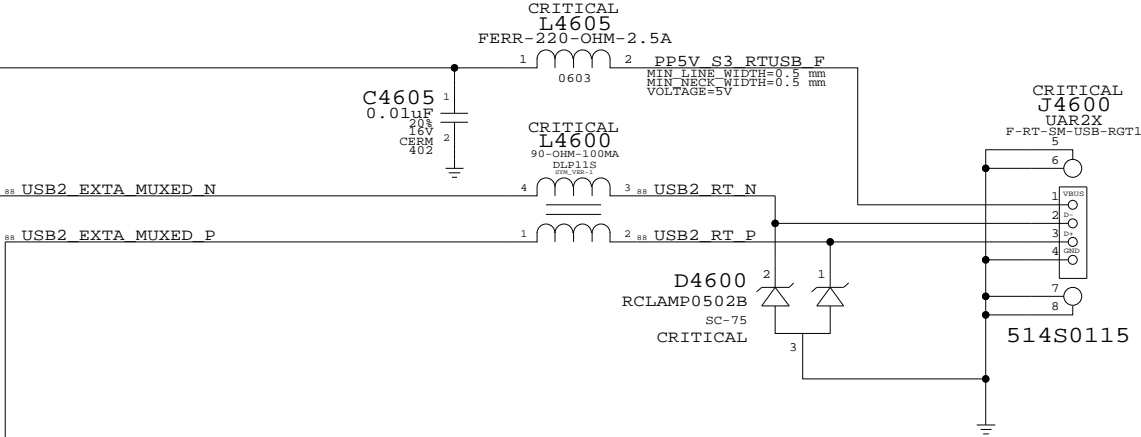 CRITICAL
L4605
FERR-220-OHM-2.5A
1 2 PP5V_S3_RTUSB_F
0603
MIN_LINE_WIDTH=0.5 mm
MIN_NECK_WIDTH=0.5 mm
VOLTAGE=5V
C4605 1
0.01uF
20%
16V
CERM 2
402
CRITICAL
L4600
90-OHM-100MA
DLP11S
SYM_VER-1
CRITICAL
J4600
UAR2X
F-RT-SM-USB-RGT1
5
6
88 USB2_EXTA_MUXED_N 4 3 88 USB2_RT_N
1 VBUS
2 D-
3 D+
4 GND
88 USB2_EXTA_MUXED_P 1 2 88 USB2_RT_P
D4600 2 1
RCLAMP0502B
SC-75
CRITICAL
3
7
8
514S0115